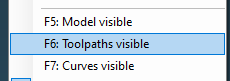 F5: Model visible
F6: Toolpaths visible
F7: Curves visible